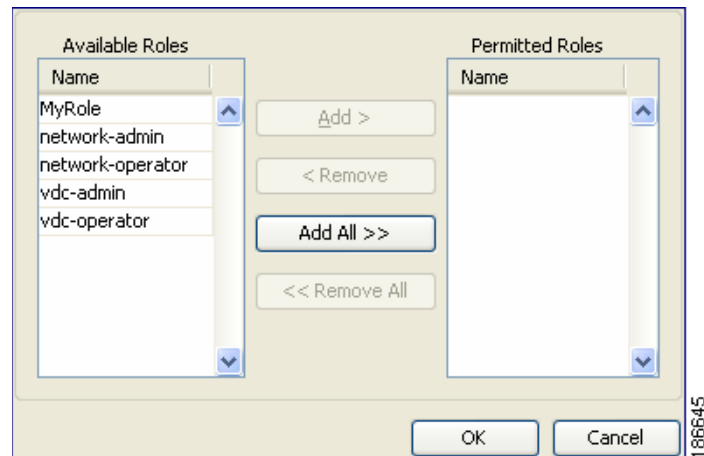 Available Roles
Permitted Roles
Name
Name
MyRole
network-admin
network-operator
vdc-admin
vdc-operator
Add >
< Remove
Add All >>
<< Remove All
OK
Cancel
186645